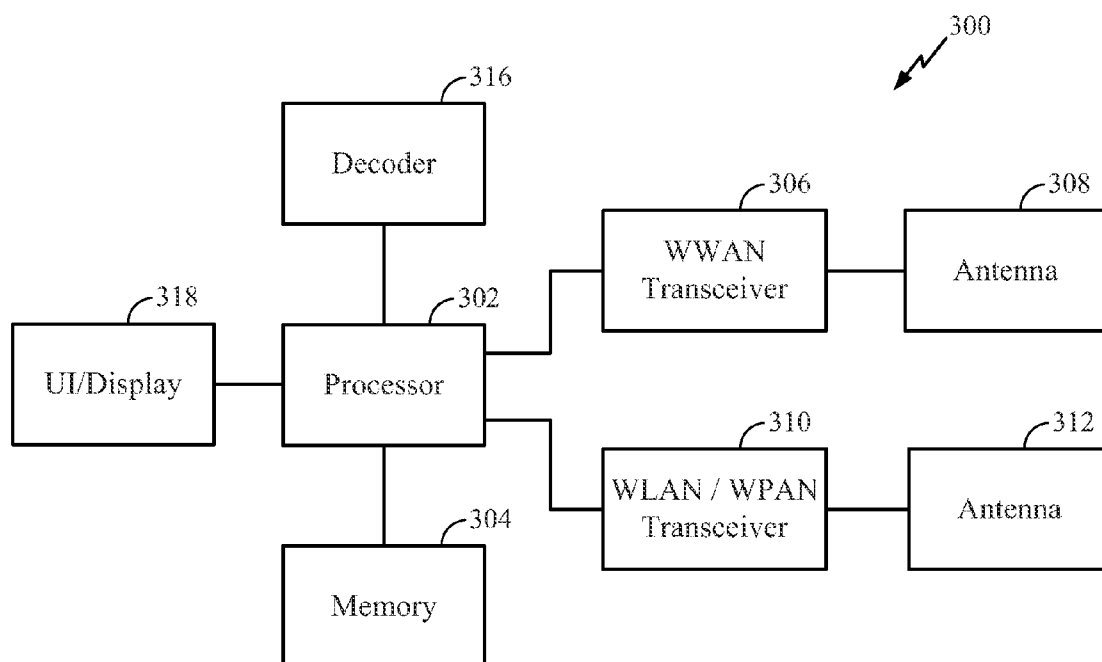 300
316
Decoder
306
WWAN
Transceiver
308
Antenna
318
UI/Display
302
Processor
310
WLAN / WPAN
Transceiver
312
Antenna
304
Memory